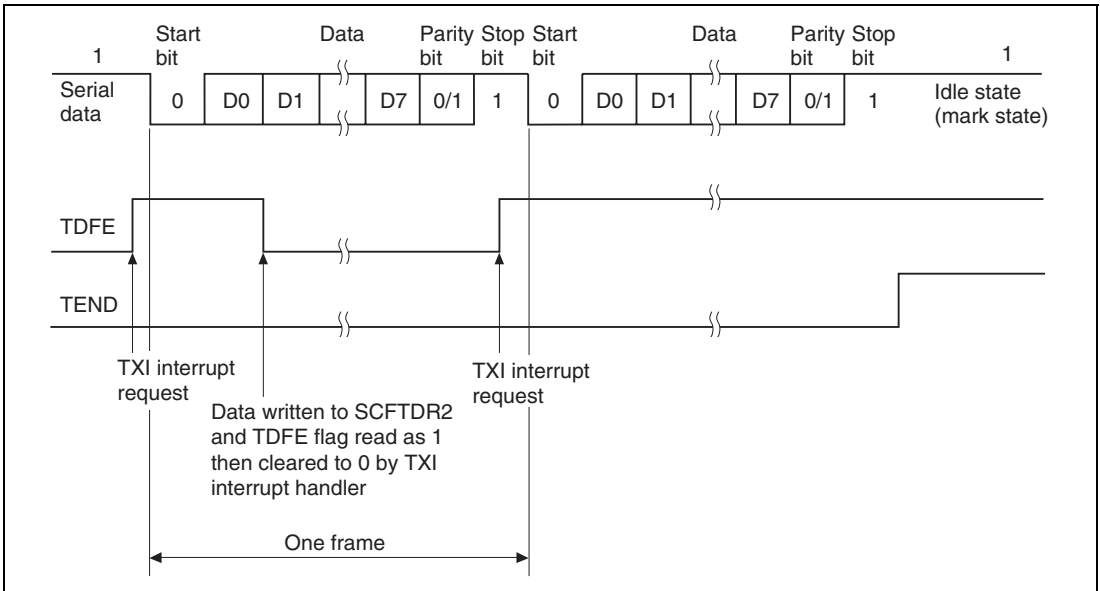 Start bit Data Parity bit Stop bit Start bit Data Parity bit Stop bit
1 1
Serial data 0 D0 D1 D7 0/1 1 0 D0 D1 D7 0/1 1 Idle state (mark state)
TDFE
TEND
TXI interrupt
request
TXI interrupt
request
Data written to SCFTDR2
and TDFE flag read as 1
then cleared to 0 by TXI
interrupt handler
One frame